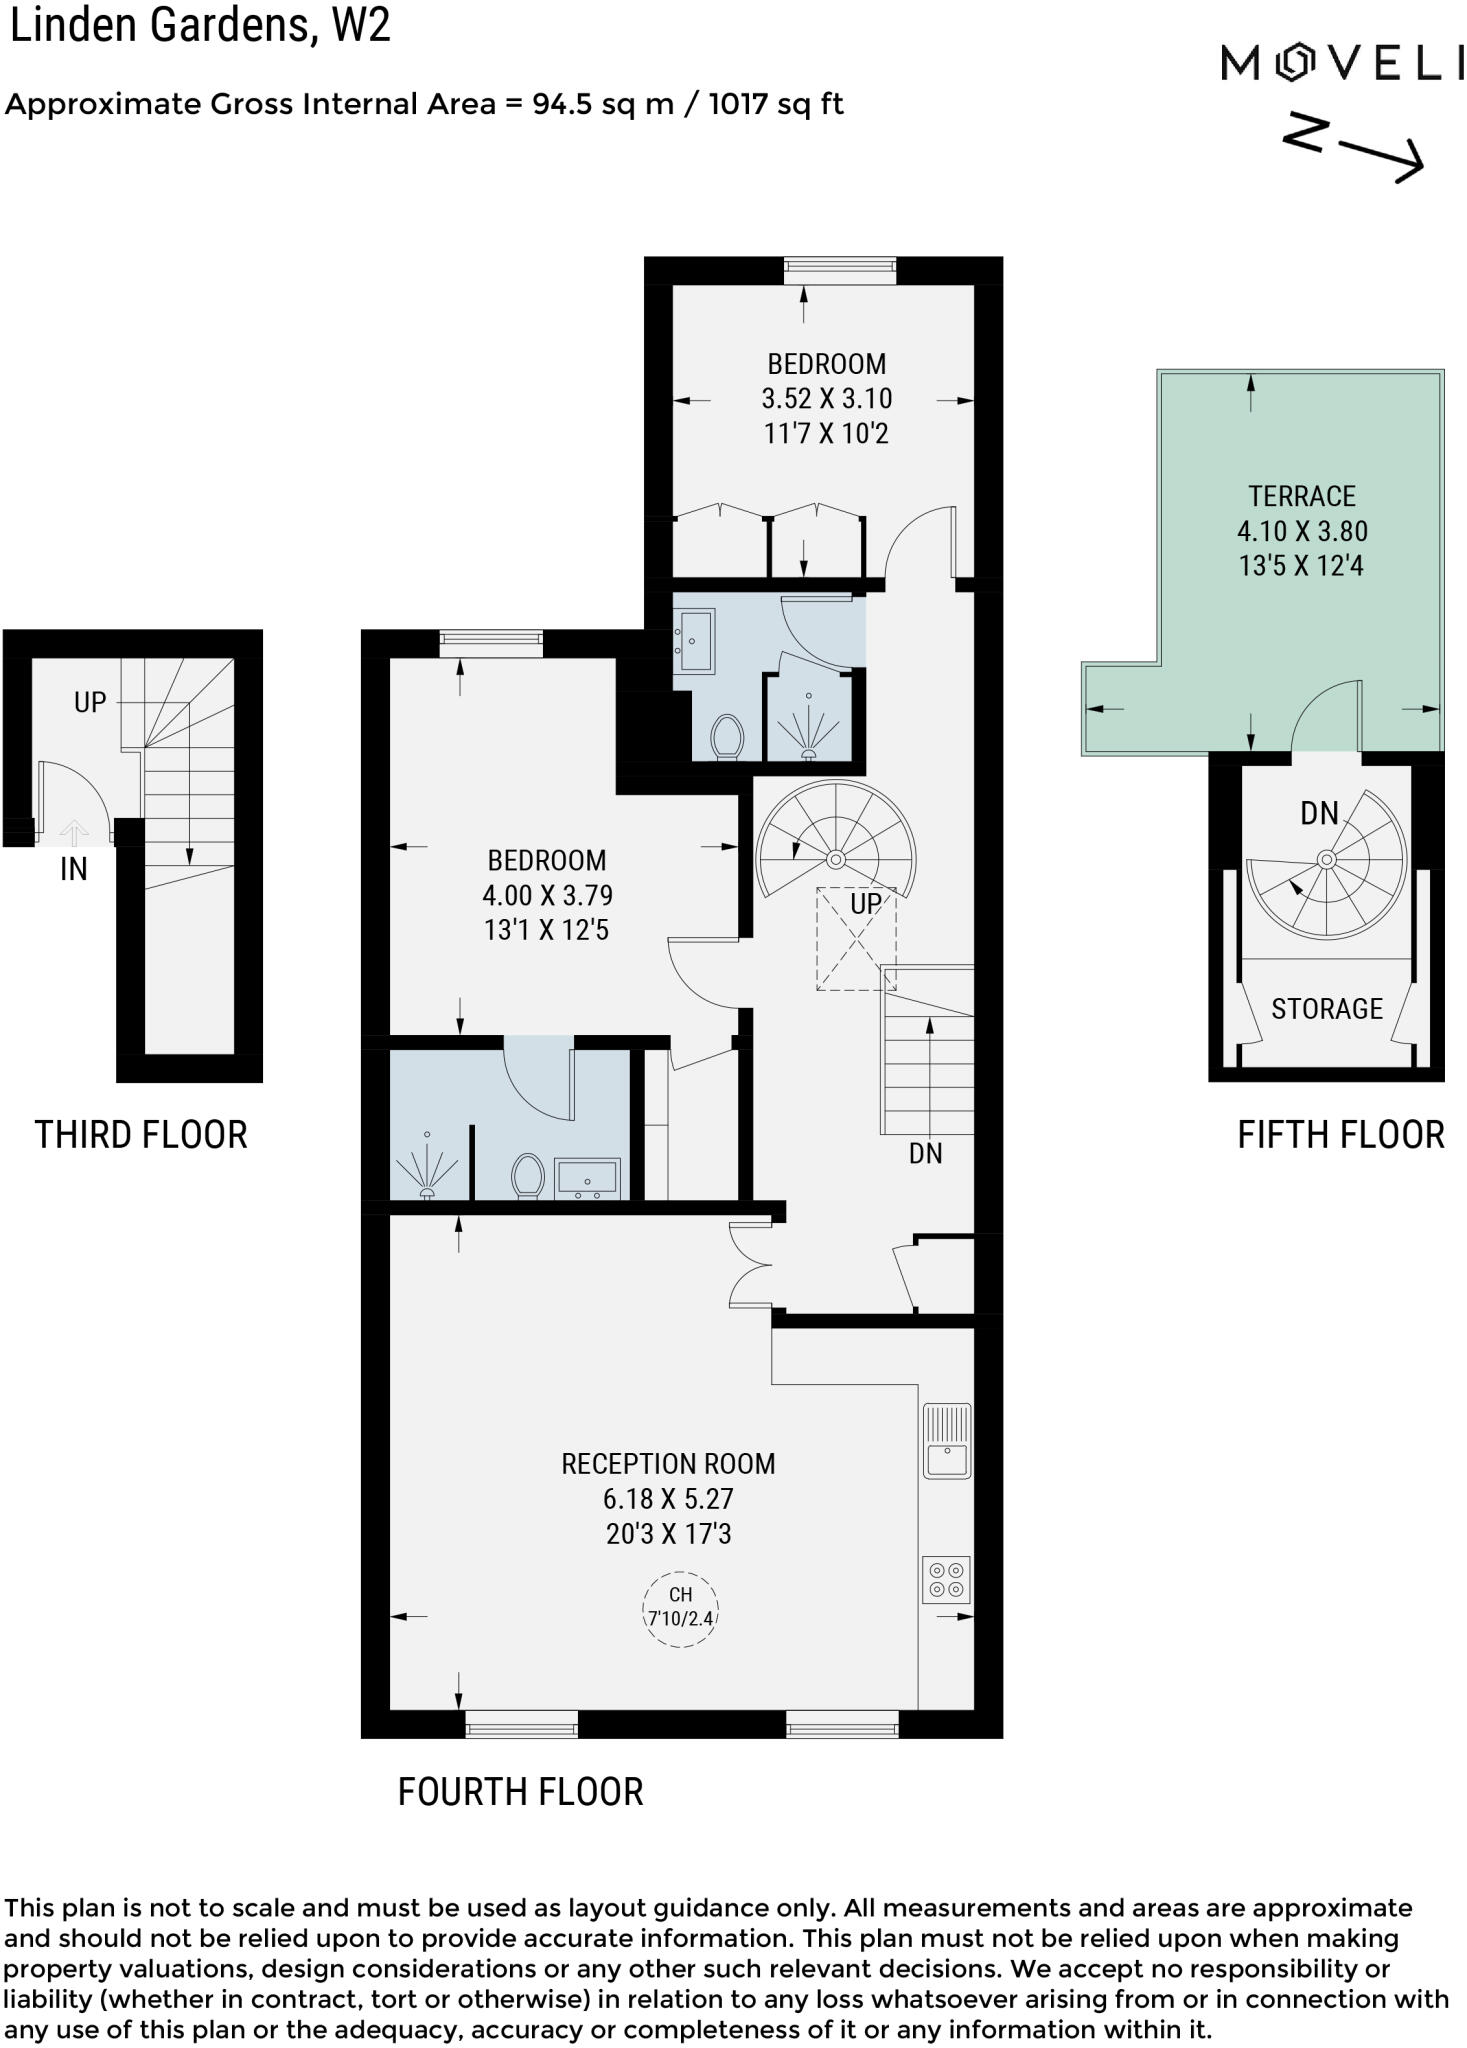 Linden Gardens, W2
MOVELI
Approximate Gross Internal Area = 94.5 sq m / 1017 sq ft
N
BEDROOM
3.52 X 3.10
11'7 X 10'2
TERRACE
4.10 X 3.80
13'5 X 12'4
UP
IN
THIRD FLOOR
BEDROOM
4.00 X 3.79
13'1 X 12'5
UP
DN
DN
STORAGE
FIFTH FLOOR
RECEPTION ROOM
6.18 X 5.27
20'3 X 17'3
CH
7'10/2.4
FOURTH FLOOR
This plan is not to scale and must be used as layout guidance only. All measurements and areas are approximate
and should not be relied upon to provide accurate information. This plan must not be relied upon when making
property valuations, design considerations or any other such relevant decisions. We accept no responsibility or
liability (whether in contract, tort or otherwise) in relation to any loss whatsoever arising from or in connection with
any use of this plan or the adequacy, accuracy or completeness of it or any information within it.